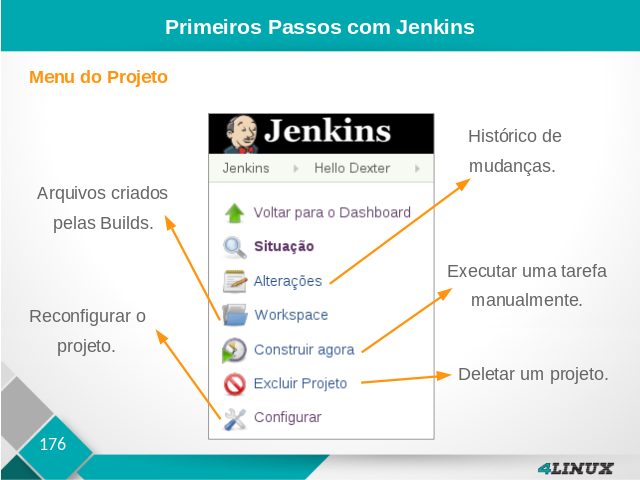 Primeiros Passos com Jenkins
Menu do Projeto
Jenkins
Jenkins Hello Dexter
Voltar para o Dashboard
Situação
Alterações
Workspace
Construir agora
Excluir Projeto
Configurar
Arquivos criados
pelas Builds.
Reconfigurar o
projeto.
Histórico de
mudanças.
Executar uma tarefa
manualmente.
Deletar um projeto.
176
4LINUX